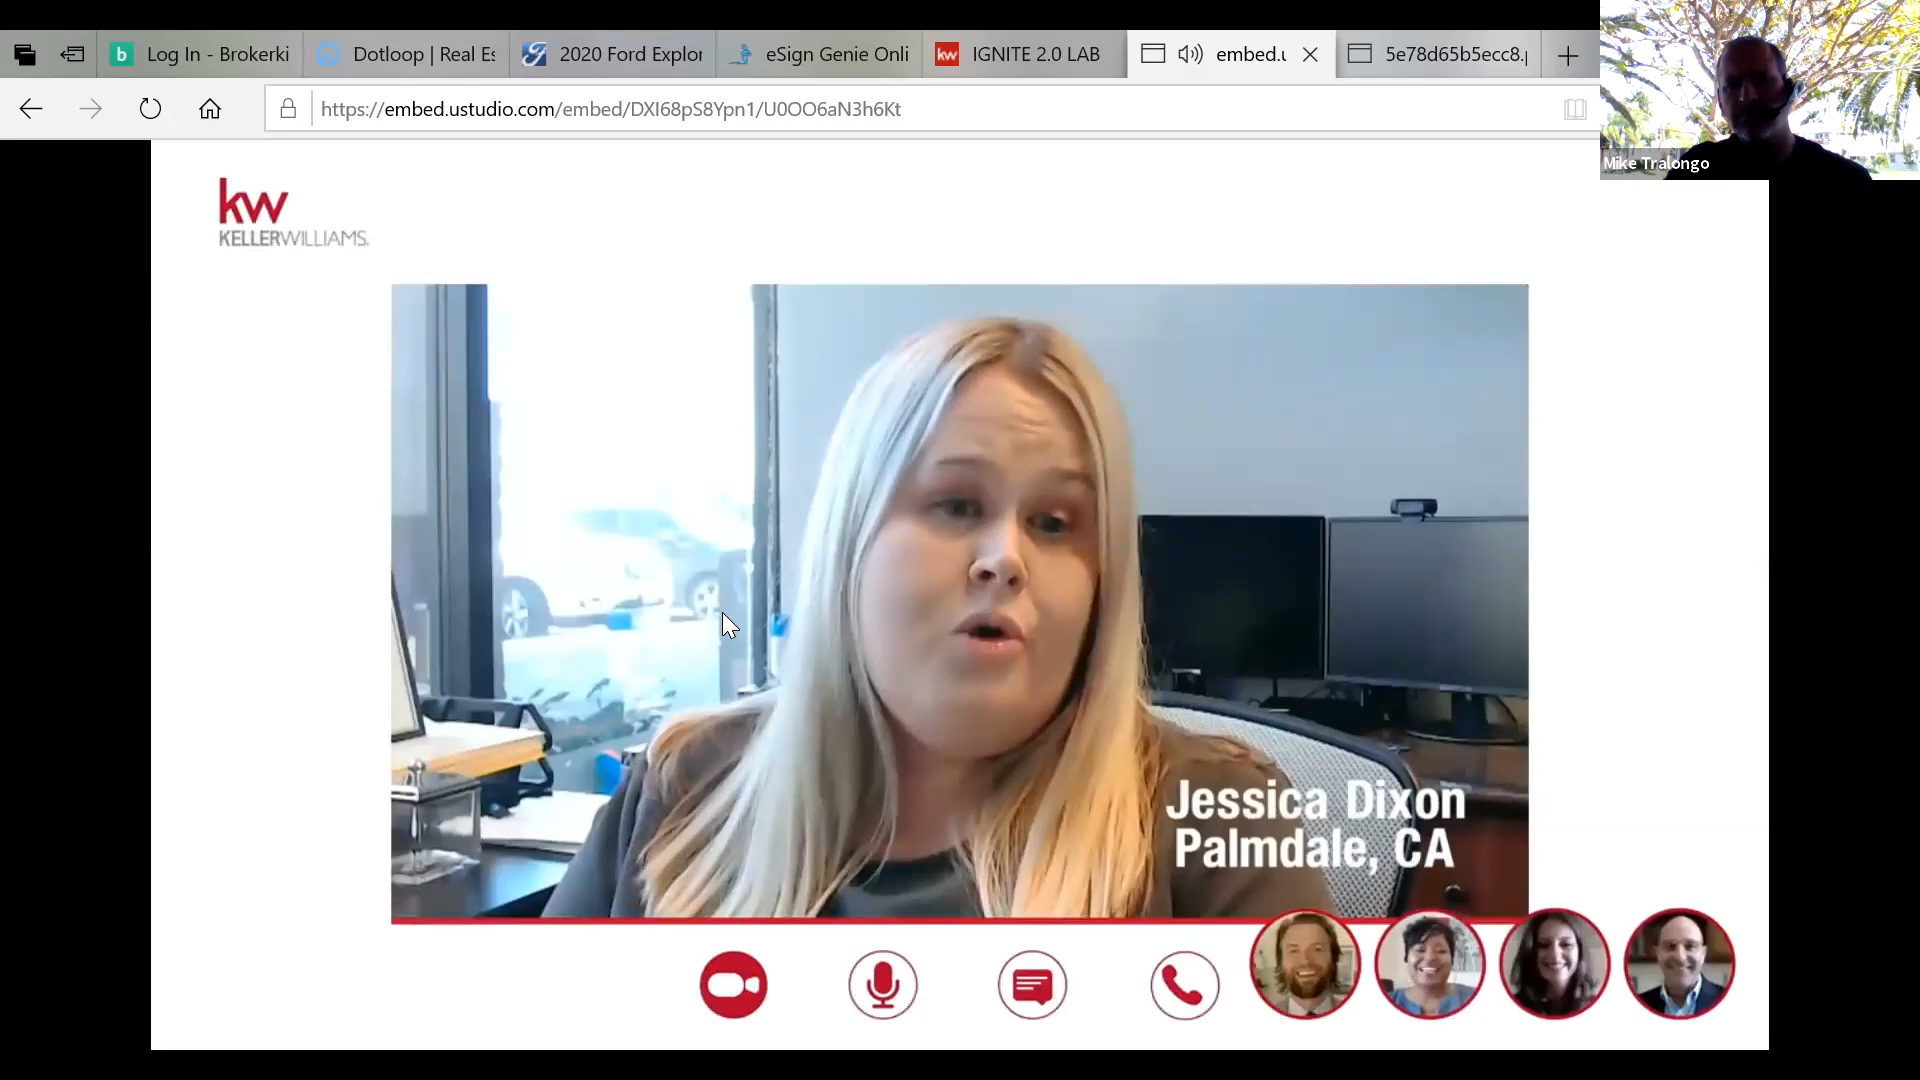 Log In - Brokerki
Dotloop | Real Es
2020 Ford Explor
eSign Genie Onli
kw IGNITE 2.0 LAB
embed.u
5e78d65b5ecc8.p
https://embed.ustudio.com/embed/DXI68pS8Ypn1/U0OO6aN3h6Kt
Mike Tralongo
kw
KELLERWILLIAMS.
Jessica Dixon
Palmdale, CA